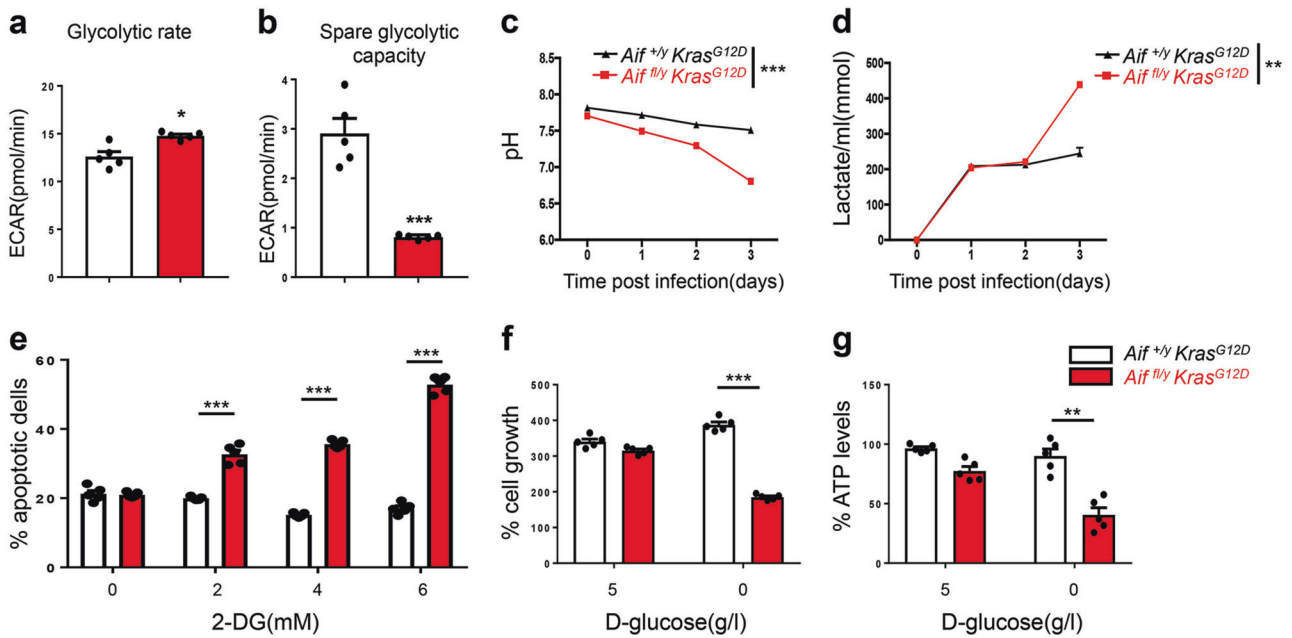 a
Glycolytic rate
ECAR(pmol/min)
20
15
10
5
0
*
b
Spare glycolytic
capacity
ECAR(pmol/min)
4
3
2
1
0
***
c
Aif +/y KrasG12D
Aif fl/y KrasG12D
***
pH
8.0
7.5
7.0
6.5
6.0
0 1 2 3
Time post infection(days)
d
Aif +/y KrasG12D
Aif fl/y KrasG12D
**
Lactate/ml(mmol)
500
400
300
200
100
0
0 1 2 3
Time post infection(days)
e
% apoptotic dells
60
40
20
0
***
***
***
0 2 4 6
2-DG(mM)
f
% cell growth
500
400
300
200
100
0
***
5 0
D-glucose(g/l)
g
Aif +/y KrasG12D
Aif fl/y KrasG12D
% ATP levels
150
100
50
0
**
5 0
D-glucose(g/l)